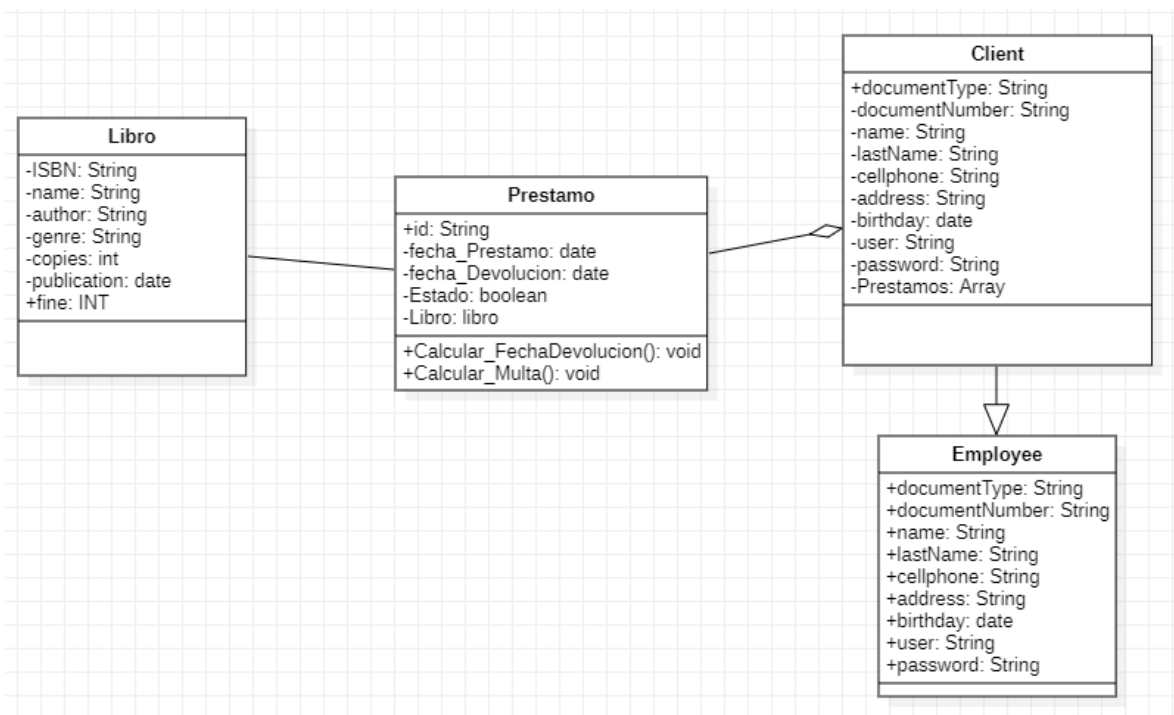 Libro
-ISBN: String
-name: String
-author: String
-genre: String
-copies: int
-publication: date
+fine: INT
Prestamo
+id: String
-fecha_Prestamo: date
-fecha_Devolucion: date
-Estado: boolean
-Libro: libro
+Calcular_FechaDevolucion(): void
+Calcular_Multa(): void
Client
+documentType: String
-documentNumber: String
-name: String
-lastName: String
-cellphone: String
-address: String
-birthday: date
-user: String
-password: String
-Prestamos: Array
Employee
+documentType: String
+documentNumber: String
+name: String
+lastName: String
+cellphone: String
+address: String
+birthday: date
+user: String
+password: String